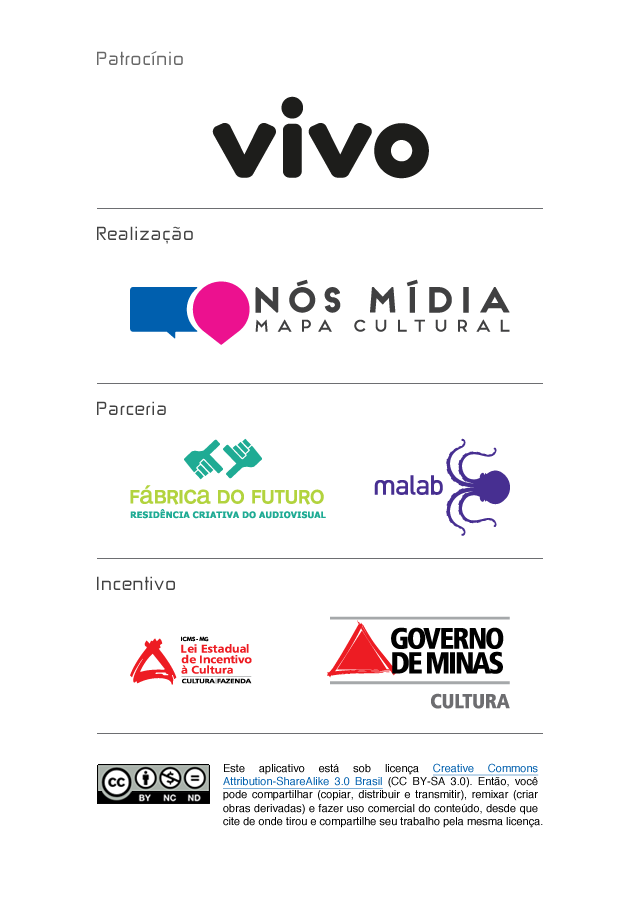 Patrocínio
vivo
Realização
NÓS MÍDIA
MAPA CULTURAL
Parceria
FÁBRICA DO FUTURO
RESIDÊNCIA CRIATIVA DO AUDIOVISUAL
malab
Incentivo
ICMS - MG
Lei Estadual
de Incentivo
à Cultura
CULTURA|FAZENDA
GOVERNO
DE MINAS
CULTURA
cc
BY NC ND
Este aplicativo está sob licença Creative Commons
Attribution-ShareAlike 3.0 Brasil (CC BY-SA 3.0). Então, você
pode compartilhar (copiar, distribuir e transmitir), remixar (criar
obras derivadas) e fazer uso comercial do conteúdo, desde que
cite de onde tirou e compartilhe seu trabalho pela mesma licença.